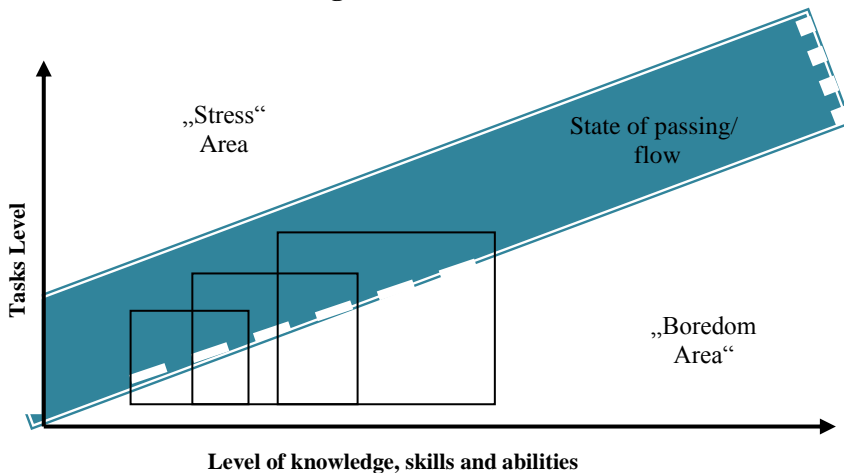 „Stress“
Area
State of passing/
flow
Tasks Level
„Boredom
Area“
Level of knowledge, skills and abilities